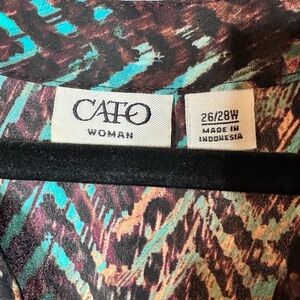 CATO
WOMAN
26/28W
MADE IN
INDONESIA